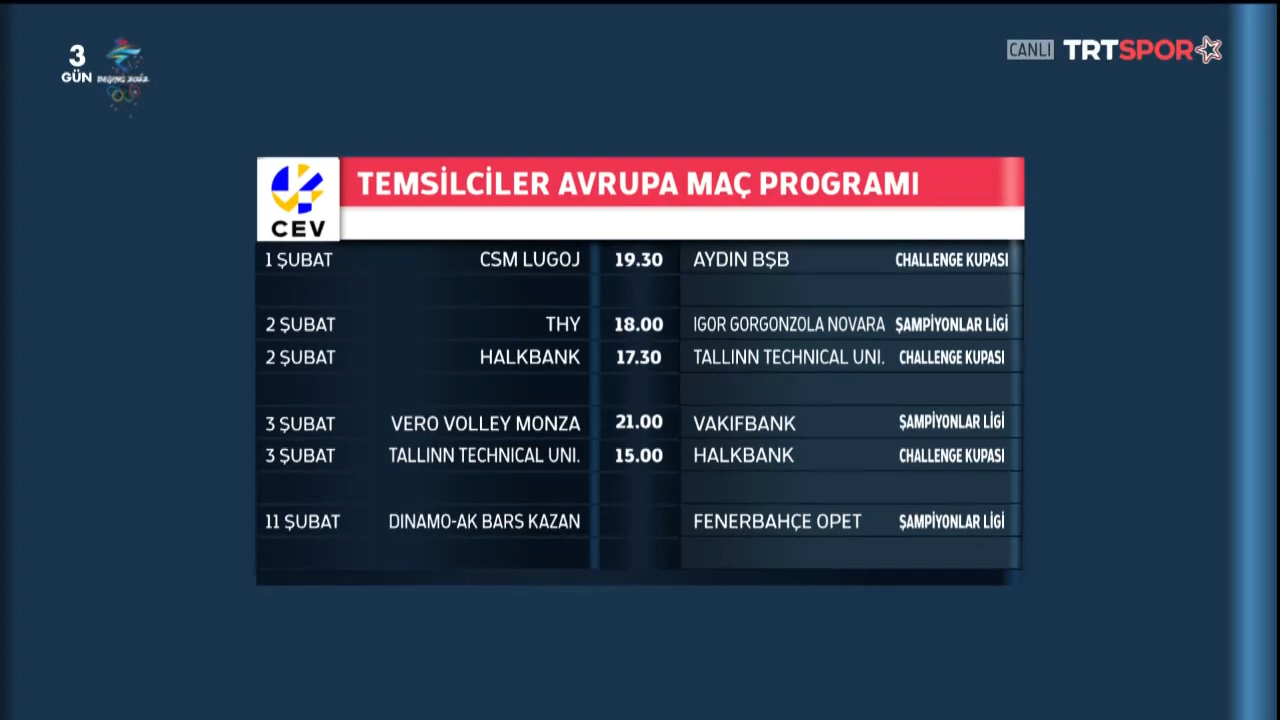 3
GÜN
BEIJING 2022
CANLI TRTSPOR
CEV
TEMSİLCİLER AVRUPA MAÇ PROGRAMI
1 ŞUBAT CSM LUGOJ 19.30 AYDIN BŞB CHALLENGE KUPASI
2 ŞUBAT THY 18.00 IGOR GORGONZOLA NOVARA ŞAMPİYONLAR LİGİ
2 ŞUBAT HALKBANK 17.30 TALLINN TECHNICAL UNI. CHALLENGE KUPASI
3 ŞUBAT VERO VOLLEY MONZA 21.00 VAKIFBANK ŞAMPİYONLAR LİGİ
3 ŞUBAT TALLINN TECHNICAL UNI. 15.00 HALKBANK CHALLENGE KUPASI
11 ŞUBAT DINAMO-AK BARS KAZAN FENERBAHÇE OPET ŞAMPİYONLAR LİGİ